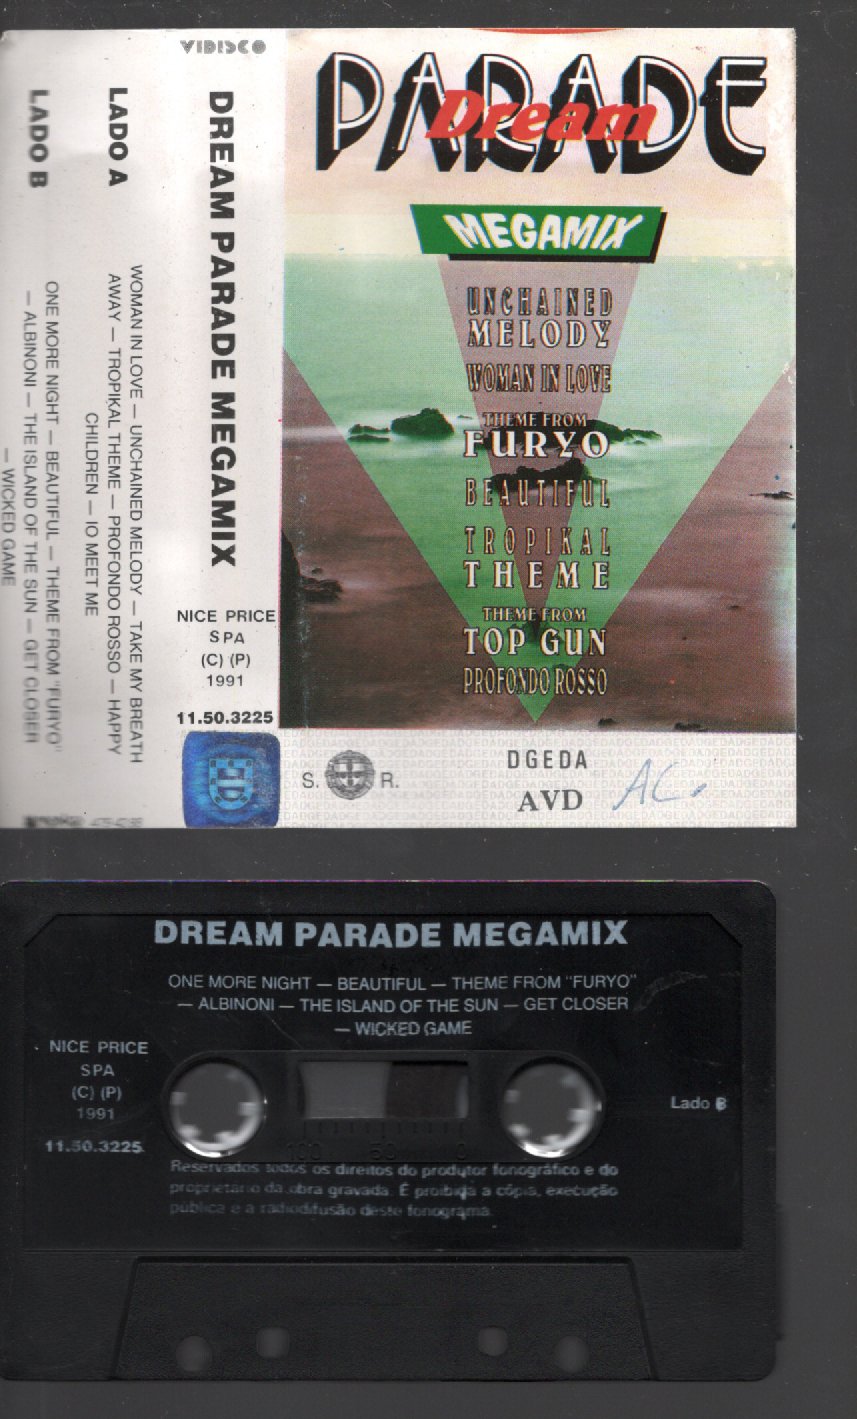 VIDISCO
DREAM PARADE MEGAMIX
LADO A
WOMAN IN LOVE — UNCHAINED MELODY — TAKE MY BREATH
AWAY — TROPIKAL THEME — PROFONDO ROSSO — HAPPY
CHILDREN — IO MEET ME
LADO B
ONE MORE NIGHT — BEAUTIFUL — THEME FROM "FURYO"
— ALBINONI — THE ISLAND OF THE SUN — GET CLOSER
— WICKED GAME
NICE PRICE
SPA
(C) (P)
1991
11.50.3225
PARADE
Dream
MEGAMIX
UNCHAINED
MELODY
WOMAN IN LOVE
THEME FROM
FURYO
BEAUTIFUL
TROPIKAL
THEME
THEME FROM
TOP GUN
PROFONDO ROSSO
S. R.
DGEDA
AVD
AC.
DREAM PARADE MEGAMIX
ONE MORE NIGHT — BEAUTIFUL — THEME FROM "FURYO"
— ALBINONI — THE ISLAND OF THE SUN — GET CLOSER
— WICKED GAME
NICE PRICE
SPA
(C) (P)
1991
11.50.3225
Lado B
100 50 0
Reservados todos os direitos do produtor fonográfico e do
proprietário da obra gravada. É proibida a cópia, execução
pública e a radiodifusão deste fonograma.